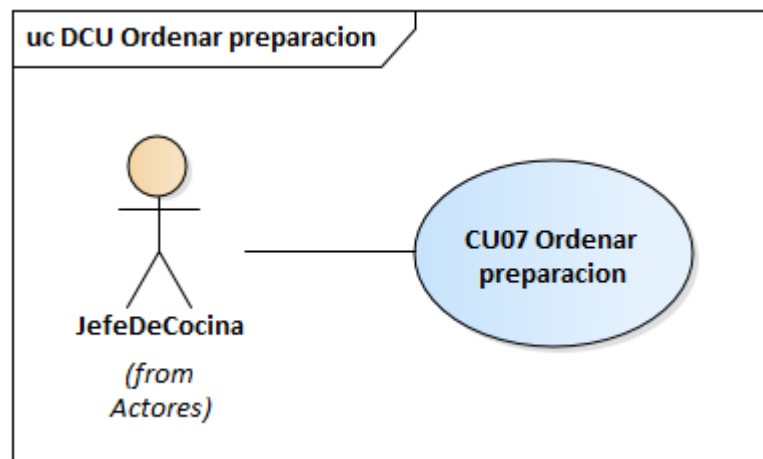 uc DCU Ordenar preparacion
CU07 Ordenar
preparacion
JefeDeCocina
(from
Actores)